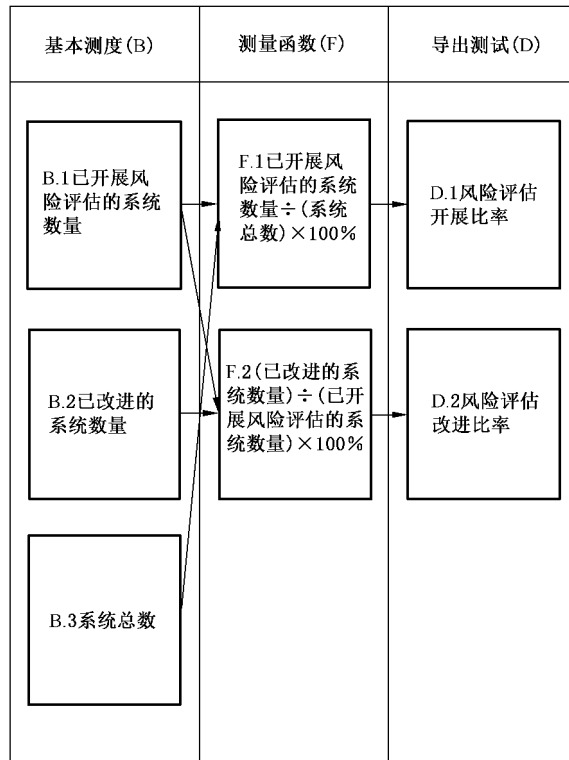 基本测度(B)
测量函数(F)
导出测试(D)
B.1已开展风
险评估的系统
数量
F.1已开展风
险评估的系统
数量÷(系统
总数)×100%
D.1风险评估
开展比率
B.2已改进的
系统数量
F.2(已改进的系
统数量)÷(已开
展风险评估的系
统数量)×100%
D.2风险评估
改进比率
B.3系统总数